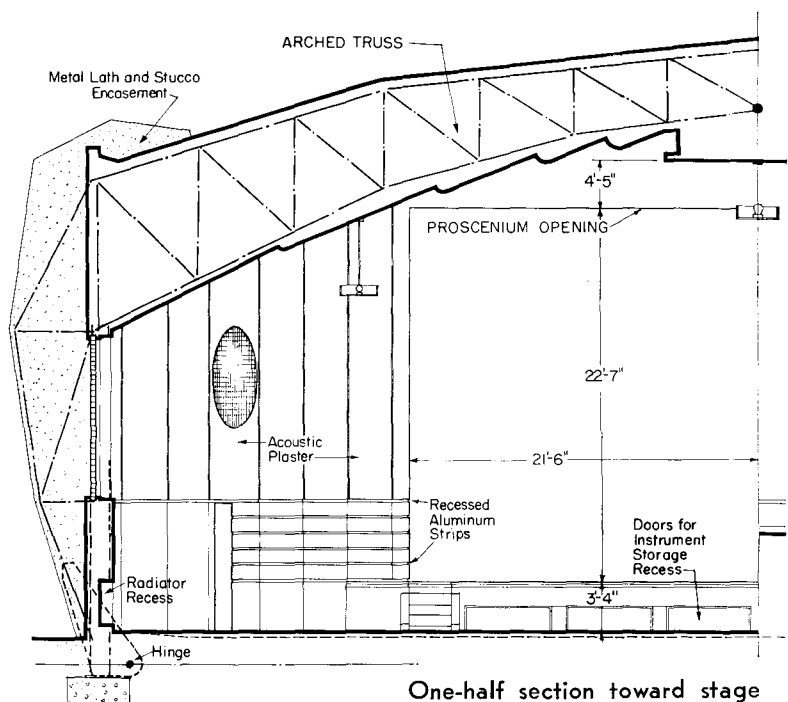 ARCHED TRUSS
Metal Lath and Stucco
Encasement
4'-5"
PROSCENIUM OPENING
22'-7"
Acoustic
Plaster
21'-6"
Recessed
Aluminum
Strips
Doors for
Instrument
Storage
Recess
Radiator
Recess
3'-4"
Hinge
One-half section toward stage